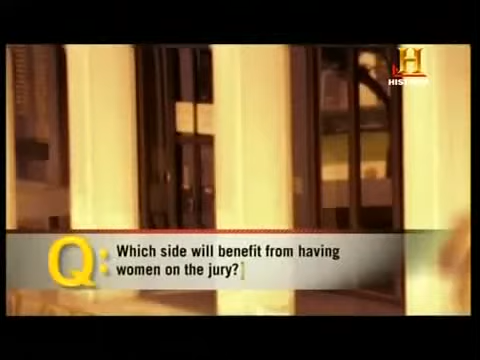 H
HISTORY
Q: Which side will benefit from having
women on the jury?]